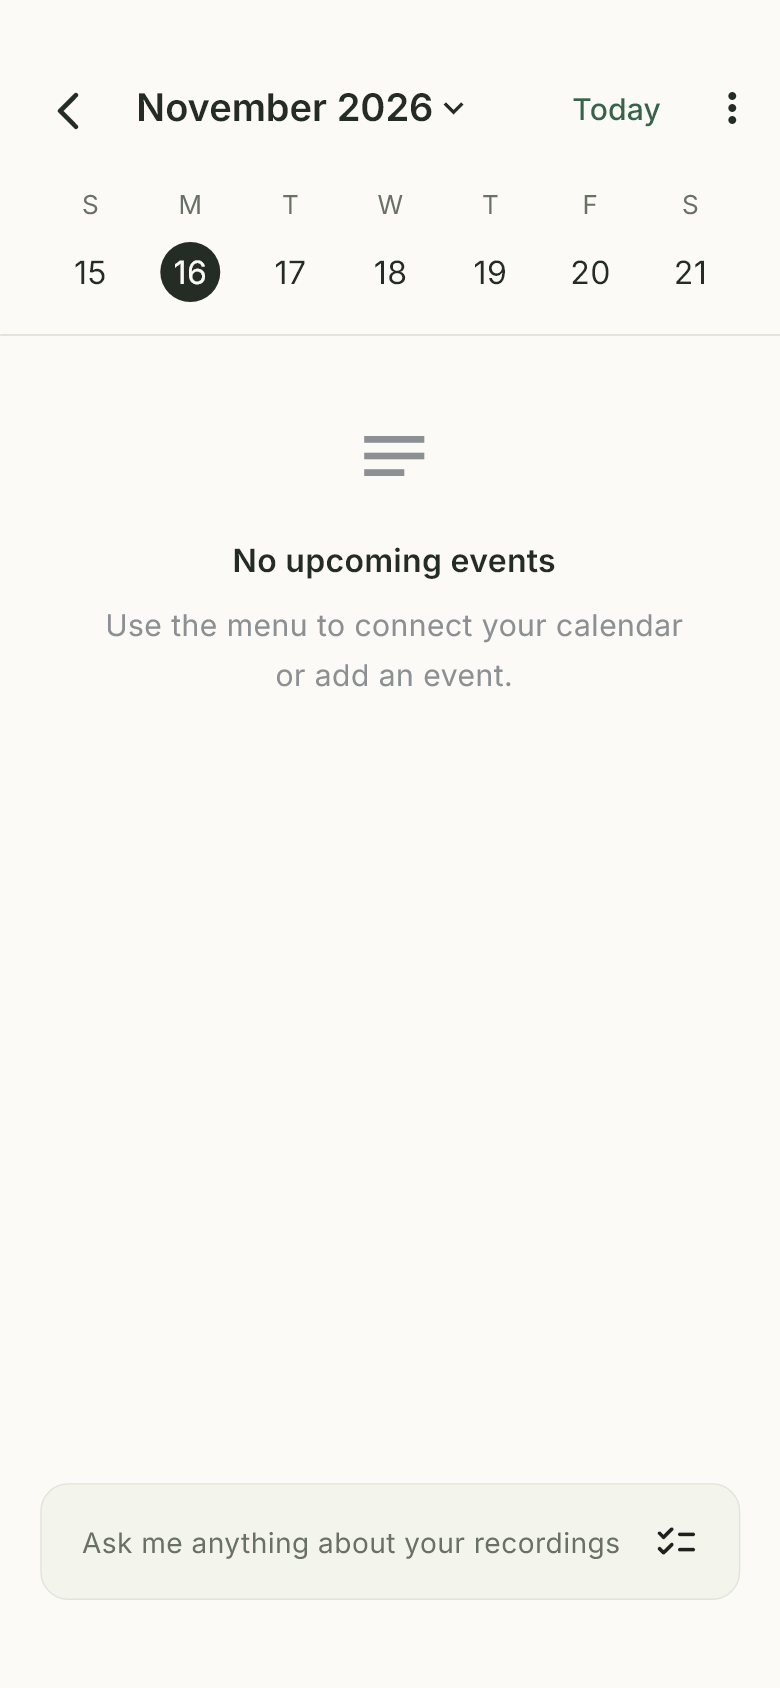 November 2026
Today
S M T W T F S
15 16 17 18 19 20 21
No upcoming events
Use the menu to connect your calendar
or add an event.
Ask me anything about your recordings